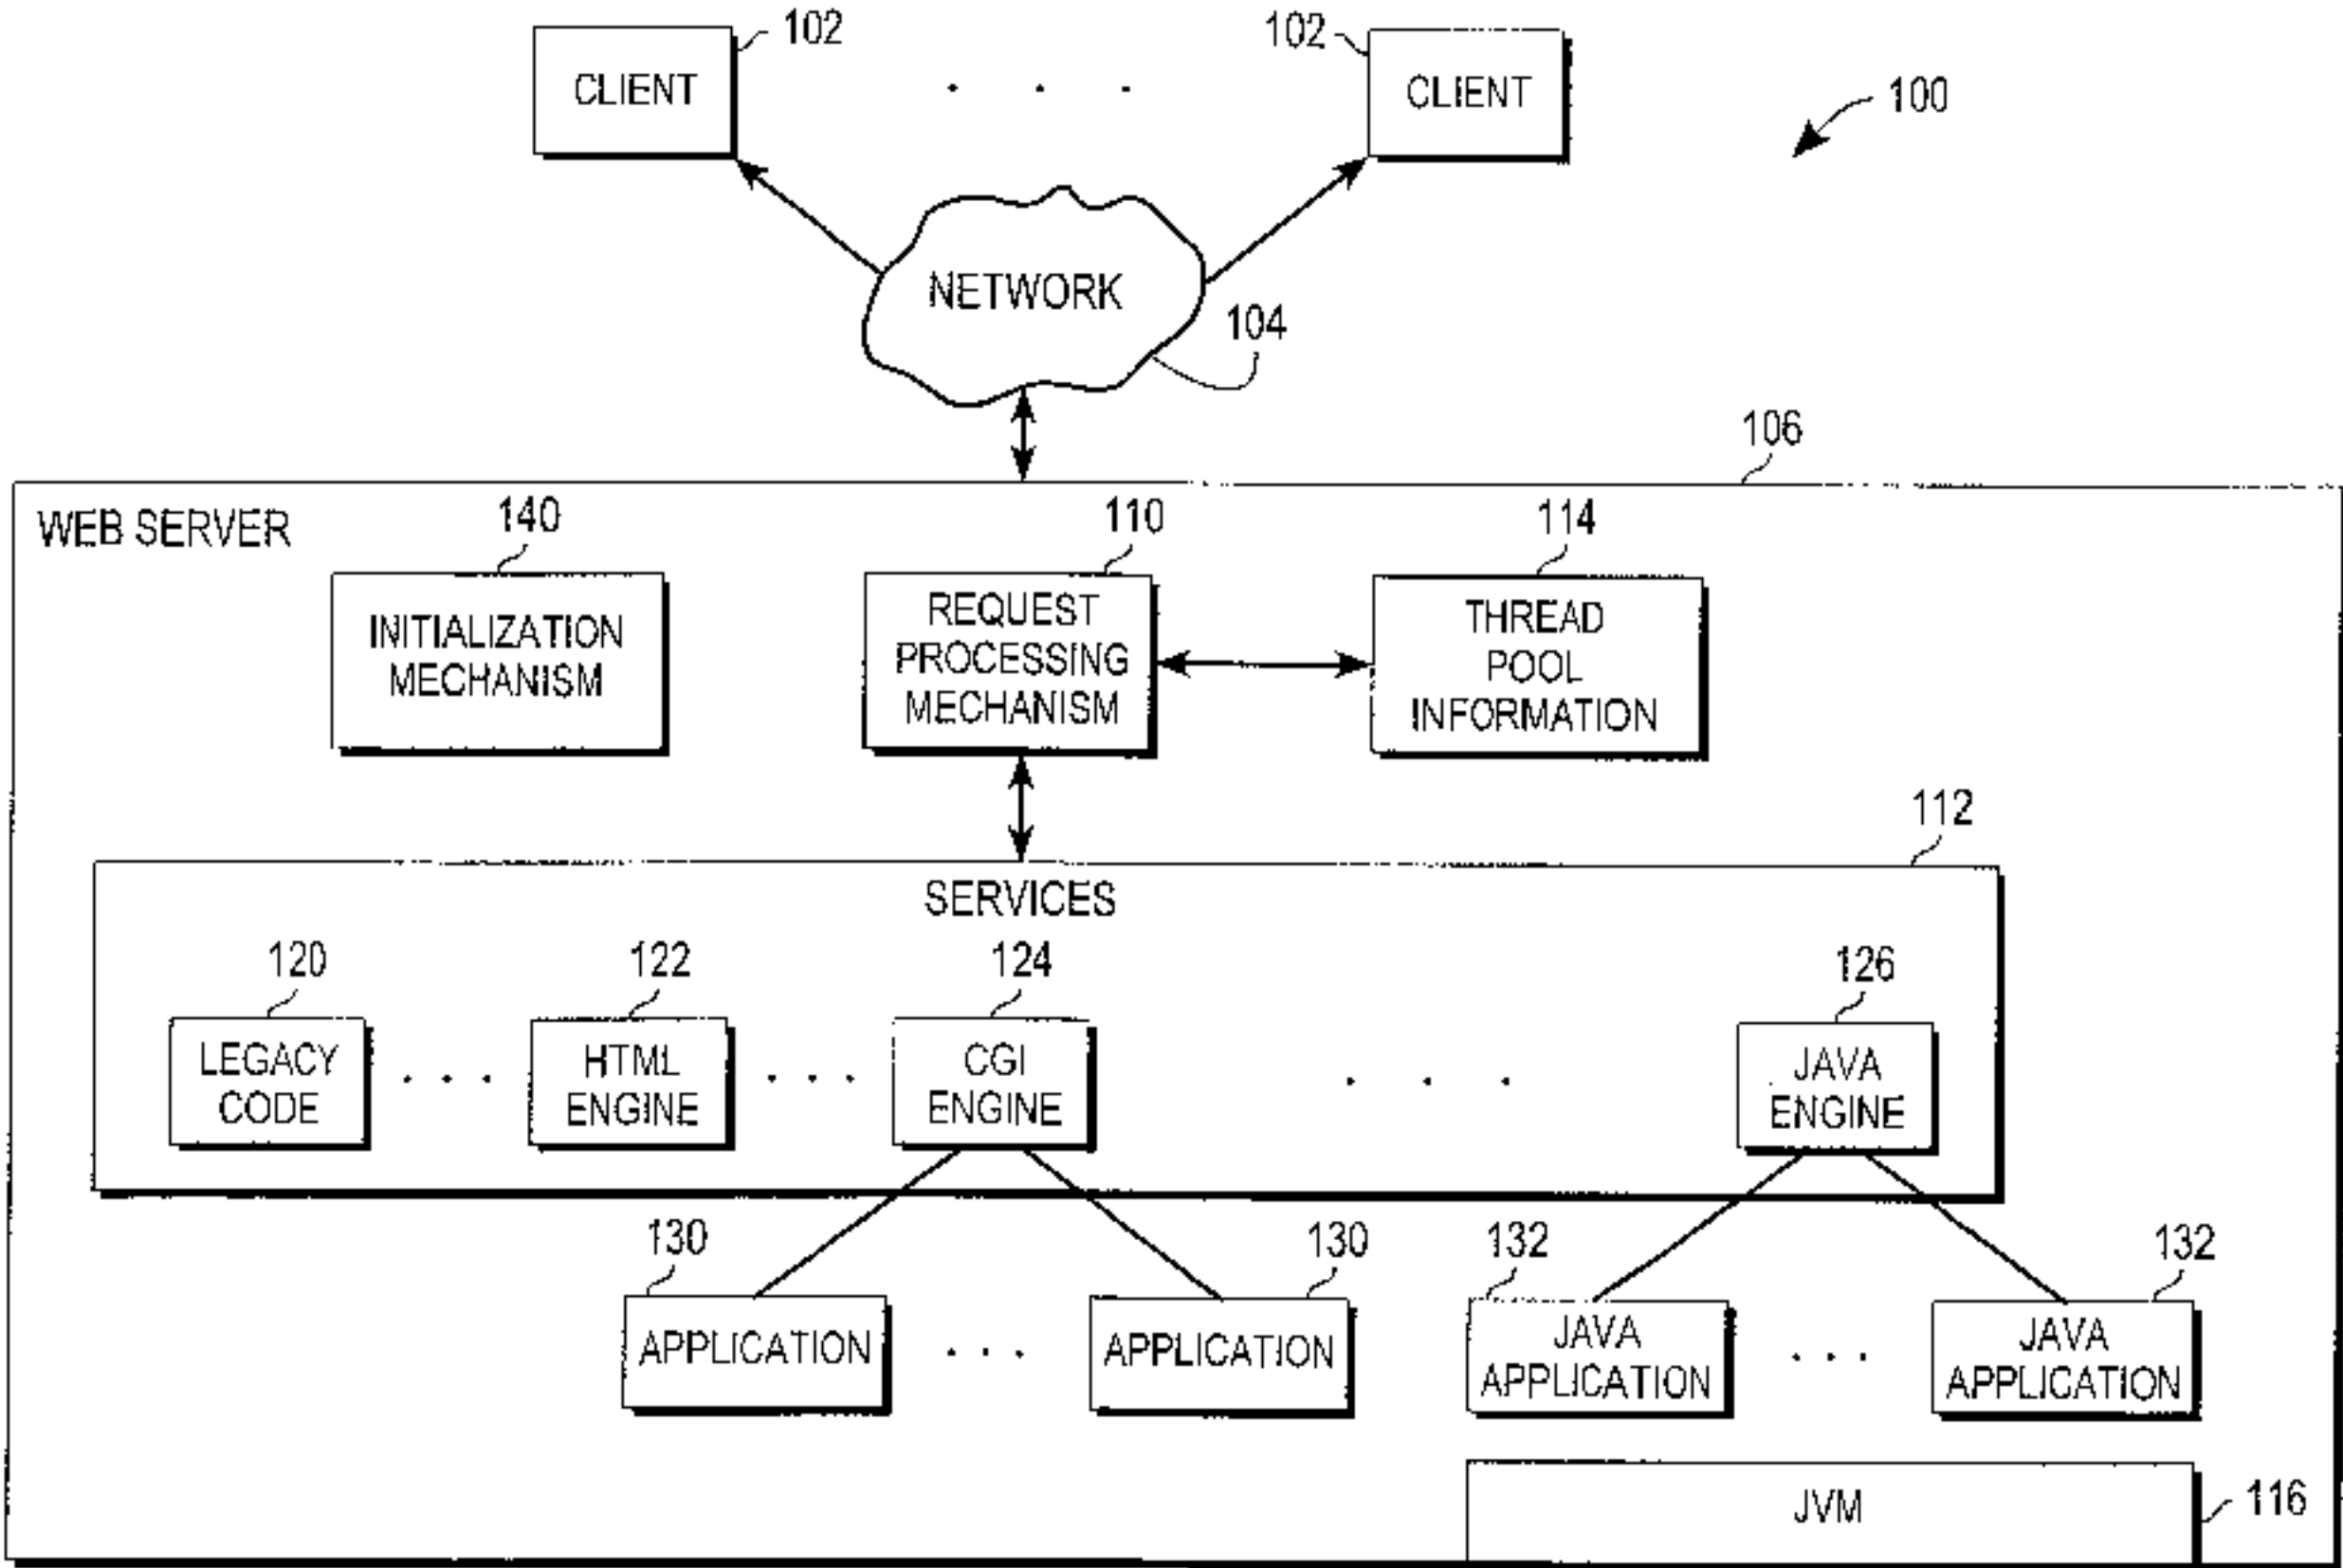 102
102
CLIENT
. . .
CLIENT
100
NETWORK
104
106
WEB SERVER
140
110
114
INITIALIZATION
MECHANISM
REQUEST
PROCESSING
MECHANISM
THREAD
POOL
INFORMATION
112
SERVICES
120
122
124
126
LEGACY
CODE
. . .
HTML
ENGINE
. . .
CGI
ENGINE
. . .
JAVA
ENGINE
130
130
132
132
APPLICATION
. . .
APPLICATION
JAVA
APPLICATION
. . .
JAVA
APPLICATION
JVM
116